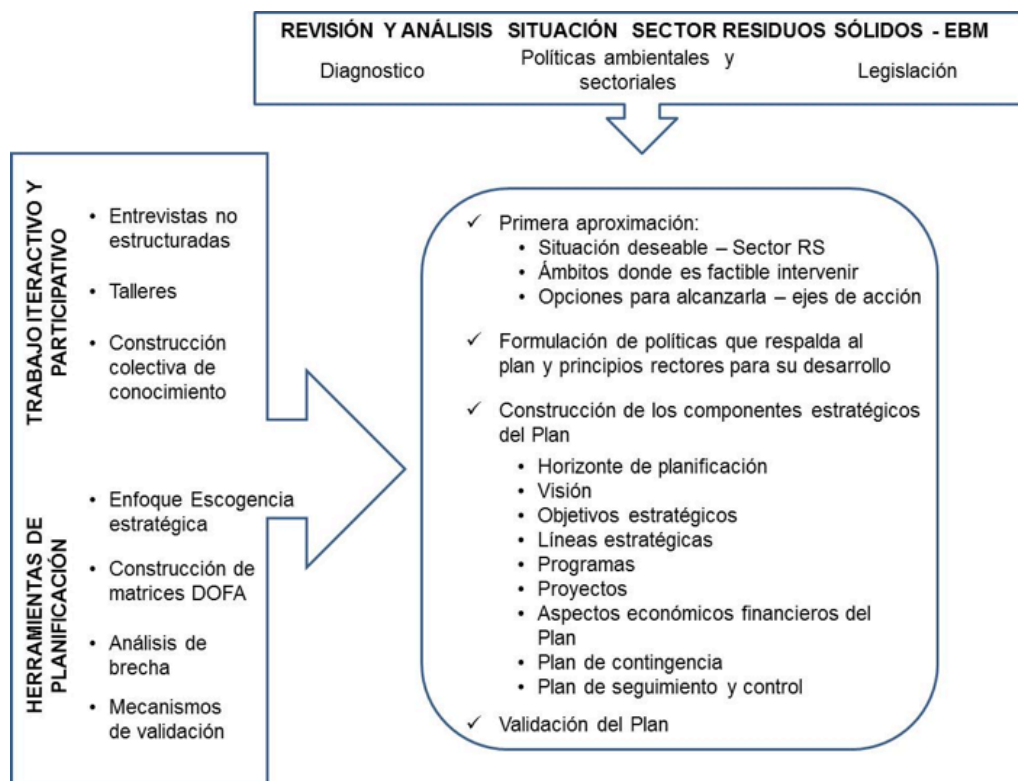 REVISIÓN Y ANÁLISIS SITUACIÓN SECTOR RESIDUOS SÓLIDOS - EBM
Diagnostico
Políticas ambientales y
sectoriales
Legislación
TRABAJO ITERACTIVO Y
PARTICIPATIVO
• Entrevistas no
estructuradas
• Talleres
• Construcción
colectiva de
conocimiento
HERRAMIENTAS DE
PLANIFICACIÓN
• Enfoque Escogencia
estratégica
• Construcción de
matrices DOFA
• Análisis de
brecha
• Mecanismos
de validación
✓ Primera aproximación:
• Situación deseable – Sector RS
• Ámbitos donde es factible intervenir
• Opciones para alcanzarla – ejes de acción
✓ Formulación de políticas que respalda al
plan y principios rectores para su desarrollo
✓ Construcción de los componentes estratégicos
del Plan
• Horizonte de planificación
• Visión
• Objetivos estratégicos
• Líneas estratégicas
• Programas
• Proyectos
• Aspectos económicos financieros del
Plan
• Plan de contingencia
• Plan de seguimiento y control
✓ Validación del Plan